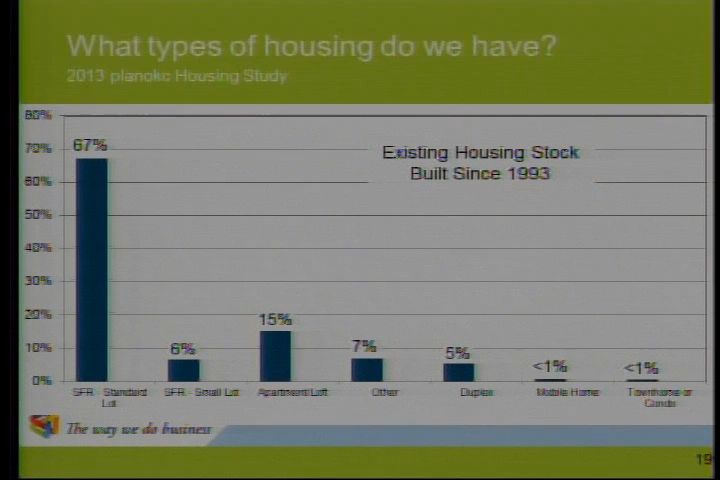 What types of housing do we have?
2013 planokc Housing Study
80%
70%
60%
50%
40%
30%
20%
10%
0%
Existing Housing Stock
Built Since 1993
67%
6%
15%
7%
5%
<1%
<1%
SFR - Standard
Lot
SFR - Small Lot
Apartment/Loft
Other
Duplex
Mobile Home
Townhome or
Condo
The way we do business
19